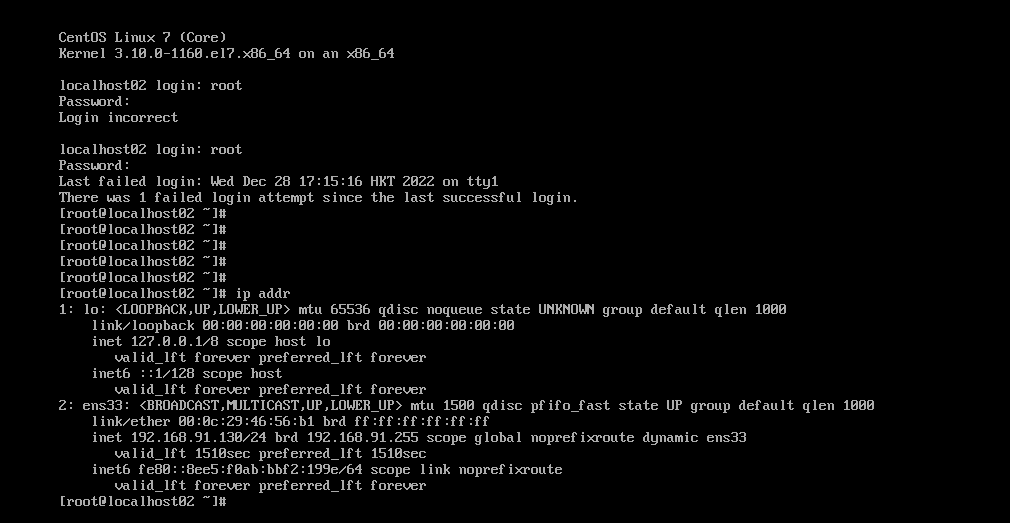 CentOS Linux 7 (Core)
Kernel 3.10.0-1160.el7.x86_64 on an x86_64
localhost02 login: root
Password:
Login incorrect
localhost02 login: root
Password:
Last failed login: Wed Dec 28 17:15:16 HKT 2022 on tty1
There was 1 failed login attempt since the last successful login.
[root@localhost02 ~]#
[root@localhost02 ~]#
[root@localhost02 ~]#
[root@localhost02 ~]#
[root@localhost02 ~]#
[root@localhost02 ~]# ip addr
1: lo: <LOOPBACK,UP,LOWER_UP> mtu 65536 qdisc noqueue state UNKNOWN group default qlen 1000
    link/loopback 00:00:00:00:00:00 brd 00:00:00:00:00:00
    inet 127.0.0.1/8 scope host lo
       valid_lft forever preferred_lft forever
    inet6 ::1/128 scope host
       valid_lft forever preferred_lft forever
2: ens33: <BROADCAST,MULTICAST,UP,LOWER_UP> mtu 1500 qdisc pfifo_fast state UP group default qlen 1000
    link/ether 00:0c:29:46:56:b1 brd ff:ff:ff:ff:ff:ff
    inet 192.168.91.130/24 brd 192.168.91.255 scope global noprefixroute dynamic ens33
       valid_lft 1510sec preferred_lft 1510sec
    inet6 fe80::8ee5:f0ab:bbf2:199e/64 scope link noprefixroute
       valid_lft forever preferred_lft forever
[root@localhost02 ~]#